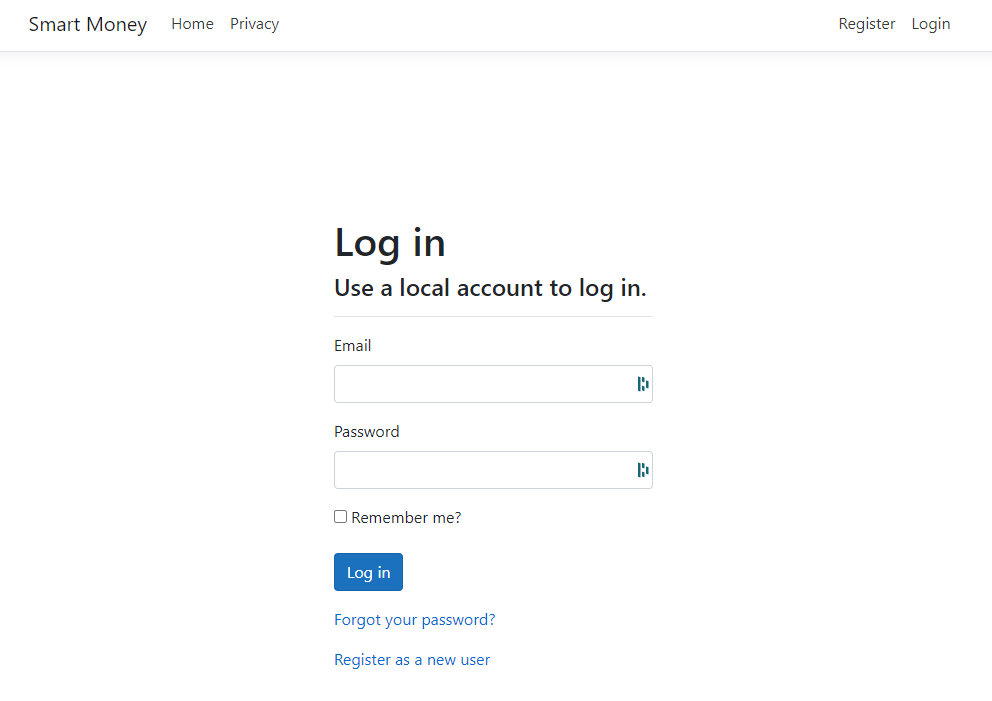 Smart Money Home Privacy Register Login
Log in
Use a local account to log in.
Email
Password
Remember me?
Log in
Forgot your password?
Register as a new user